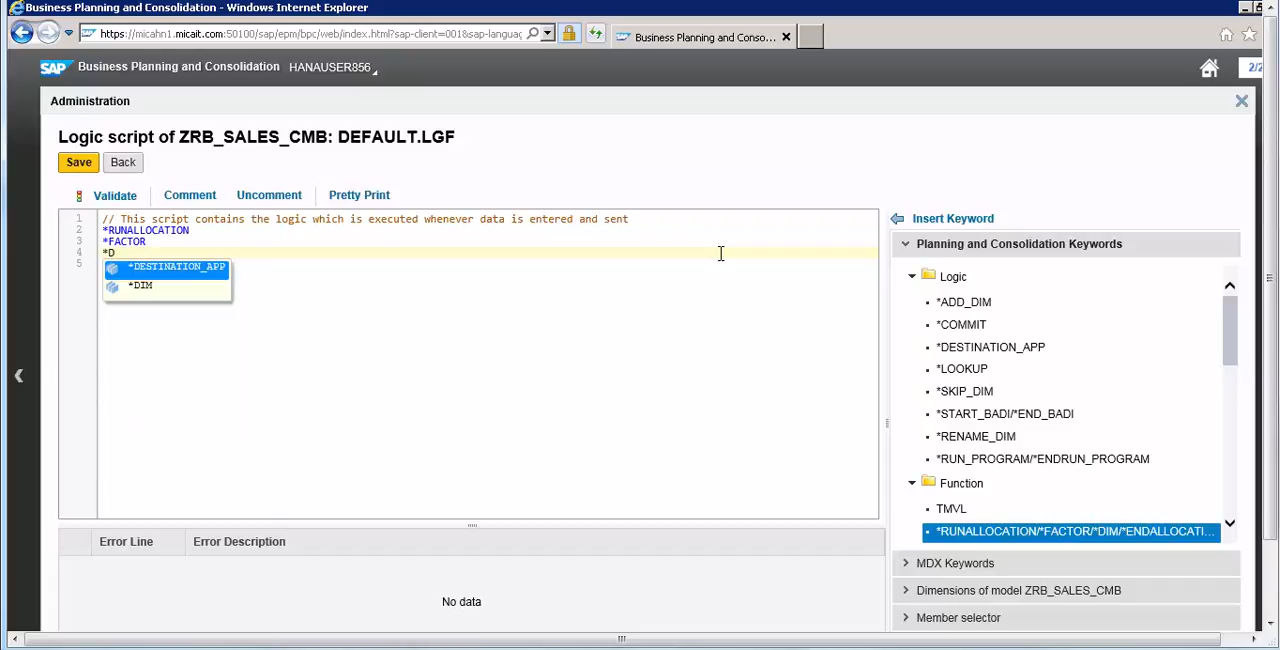 Business Planning and Consolidation - Windows Internet Explorer
https://micahn1.micait.com:50100/sap/epm/bpc/web/index.html?sap-client=001&sap-languag
Business Planning and Conso...
SAP Business Planning and Consolidation HANAUSER856
Administration
Logic script of ZRB_SALES_CMB: DEFAULT.LGF
Save Back
Validate Comment Uncomment Pretty Print
1 // This script contains the logic which is executed whenever data is entered and sent
2 *RUNALLOCATION
3 *FACTOR
4 *D
5
*DESTINATION_APP
*DIM
Insert Keyword
Planning and Consolidation Keywords
Logic
*ADD_DIM
*COMMIT
*DESTINATION_APP
*LOOKUP
*SKIP_DIM
*START_BADI/*END_BADI
*RENAME_DIM
*RUN_PROGRAM/*ENDRUN_PROGRAM
Function
TMVL
*RUNALLOCATION/*FACTOR/*DIM/*ENDALLOCATI...
MDX Keywords
Dimensions of model ZRB_SALES_CMB
Member selector
Error Line Error Description
No data